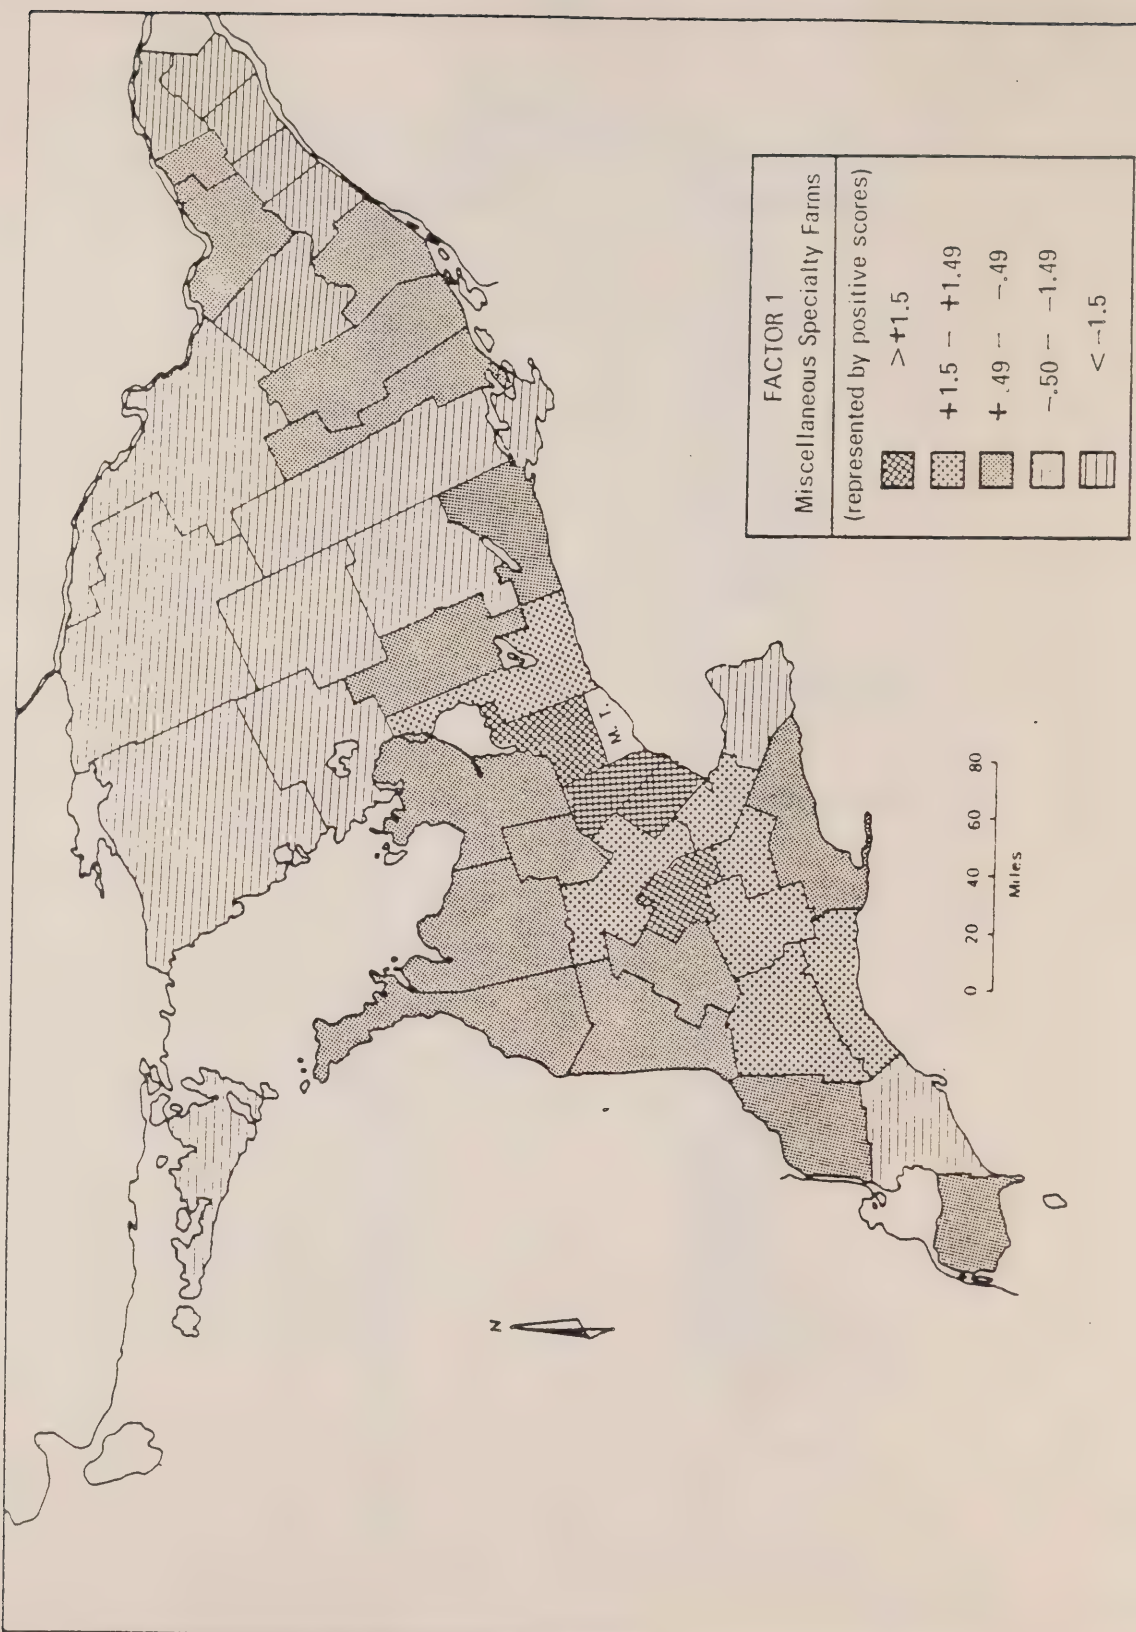 M. T.
N
0 20 40 60 80
Miles
FACTOR 1
Miscellaneous Specialty Farms
(represented by positive scores)
>+1.5
+1.5 -- +1.49
+ .49 -- -.49
-.50 -- -1.49
< -1.5